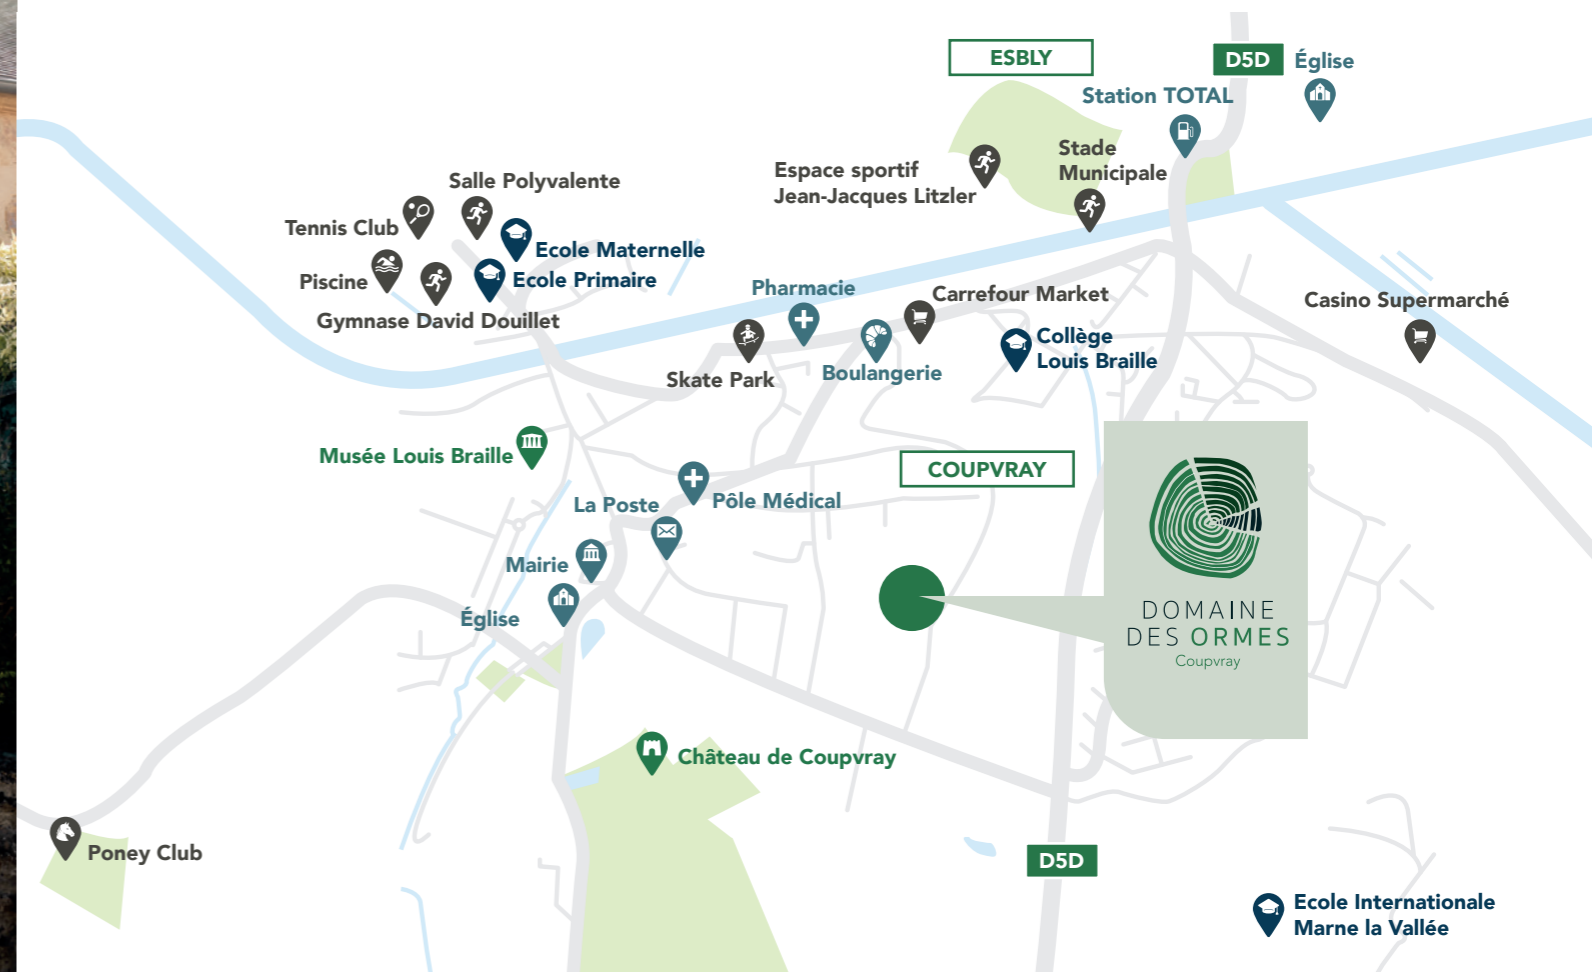 ESBLY
D5D
Église
Station TOTAL
Stade
Municipale
Espace sportif
Jean-Jacques Litzler
Salle Polyvalente
Tennis Club
Ecole Maternelle
Piscine
Ecole Primaire
Gymnase David Douillet
Pharmacie
Carrefour Market
Casino Supermarché
Collège
Louis Braille
Skate Park
Boulangerie
Musée Louis Braille
COUPVRAY
La Poste
Pôle Médical
Mairie
Église
DOMAINE
DES ORMES
Coupvray
Château de Coupvray
Poney Club
D5D
Ecole Internationale
Marne la Vallée